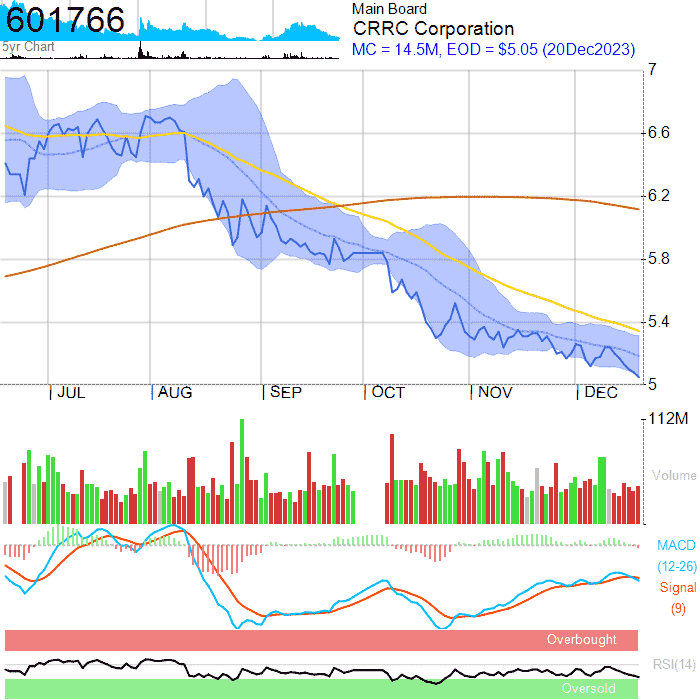 601766
5yr Chart
Main Board
CRRC Corporation
MC = 14.5M, EOD = $5.05 (20Dec2023)
7
6.6
6.2
5.8
5.4
5
JUL
AUG
SEP
OCT
NOV
DEC
112M
Volume
MACD
(12-26)
Signal
(9)
Overbought
RSI(14)
Oversold